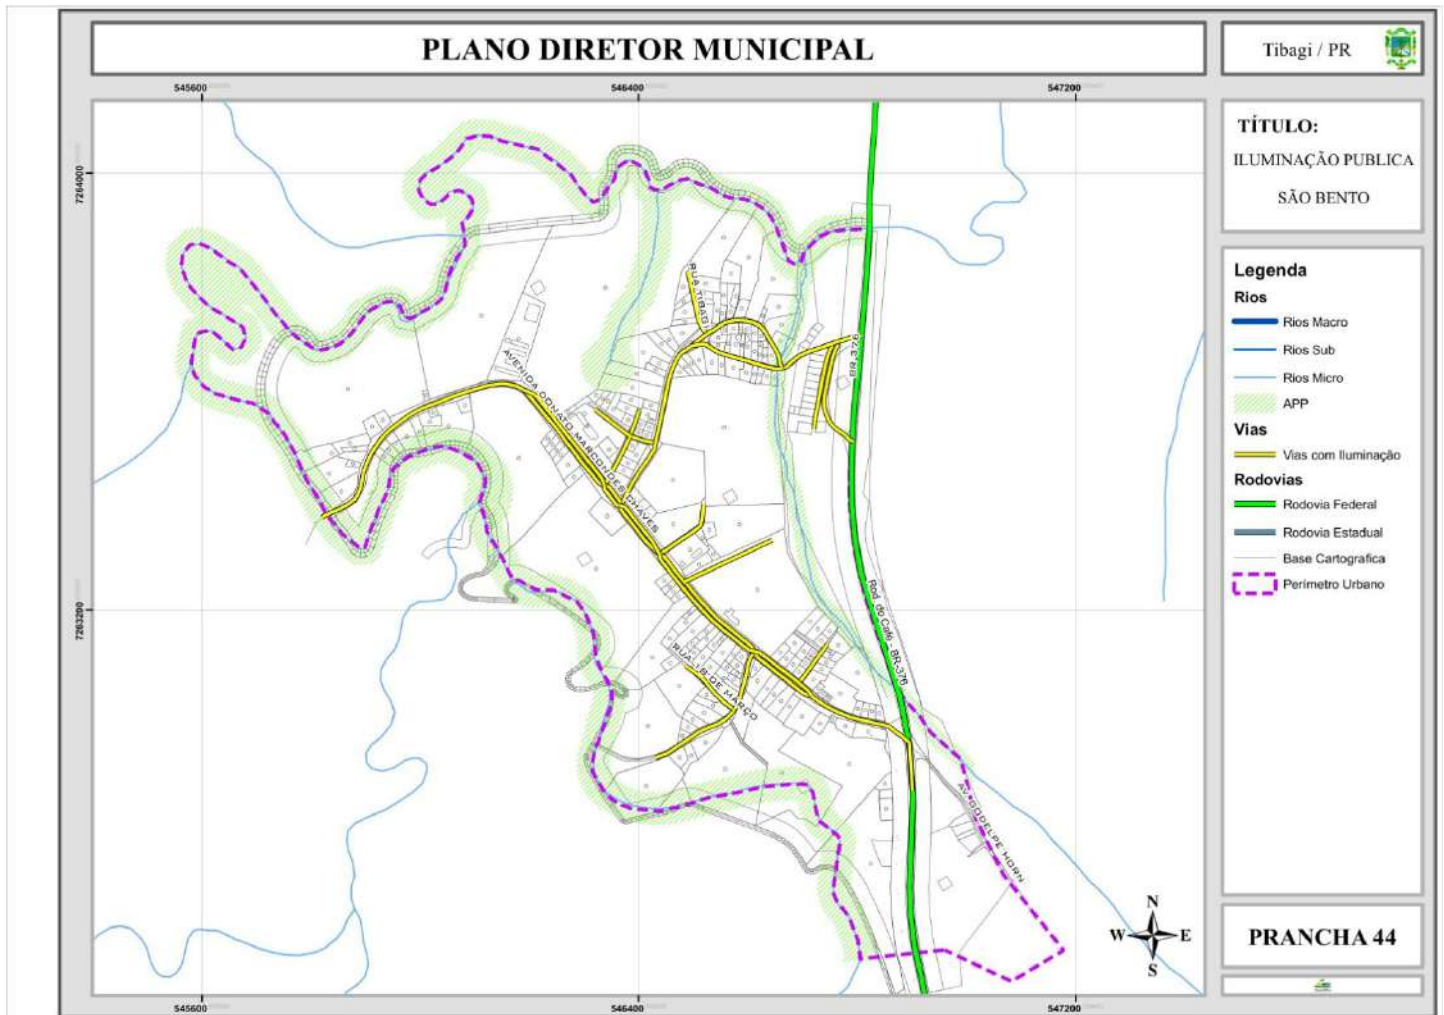 PLANO DIRETOR MUNICIPAL
Tibagi / PR
545600
546400
547200
TÍTULO:
ILUMINAÇÃO PUBLICA
SÃO BENTO
7264000
7263200
RUA TIBAGI
BR-376
AVENIDA DONATO MARCONDES CHAVES
Rod. do Café - BR-376
RUA 18 DE MARÇO
AV. GODELPE HORN
Legenda
Rios
Rios Macro
Rios Sub
Rios Micro
APP
Vias
Vias com Iluminação
Rodovias
Rodovia Federal
Rodovia Estadual
Base Cartografica
Perímetro Urbano
N
W E
S
PRANCHA 44
545600
546400
547200